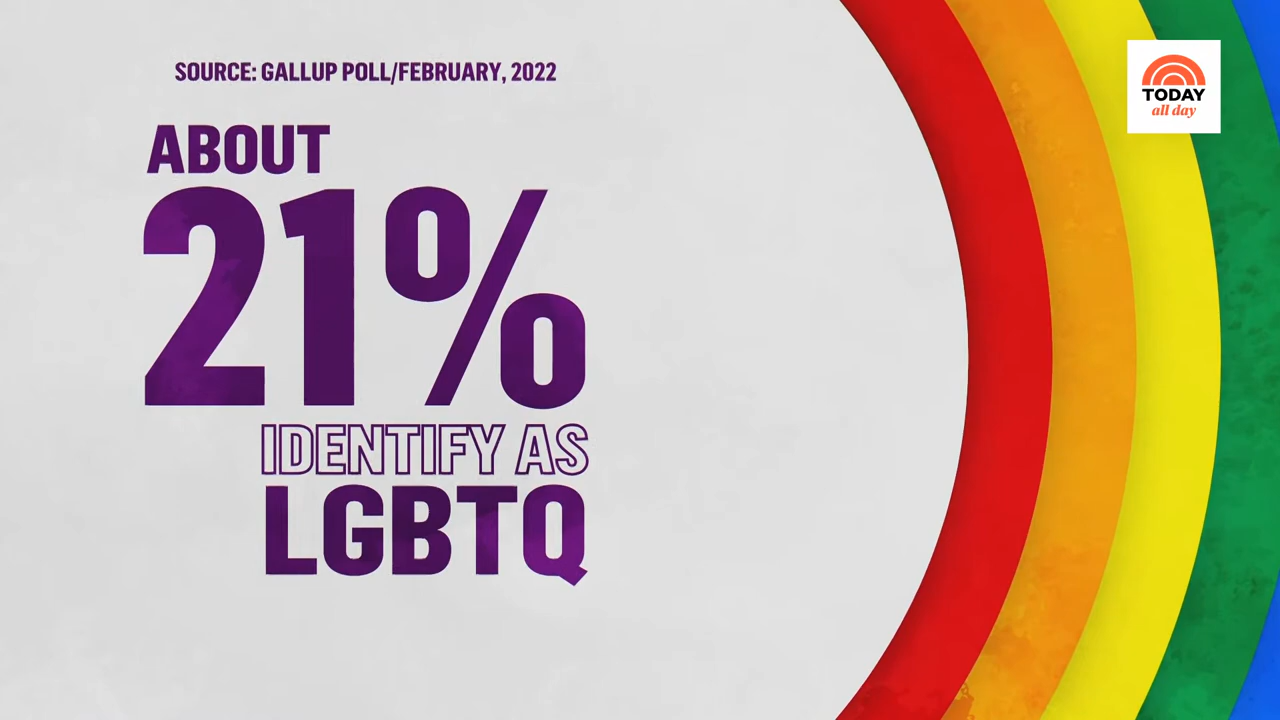 SOURCE: GALLUP POLL/FEBRUARY, 2022
ABOUT
21%
IDENTIFY AS
LGBTQ
TODAY
all day